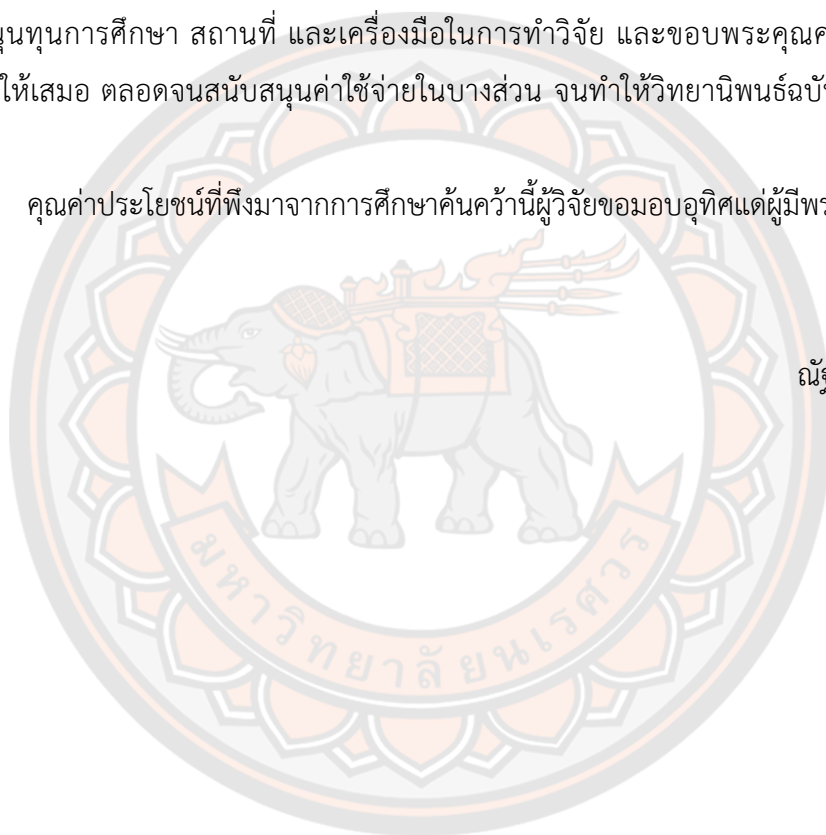 นุนทุนการศึกษา สถานที่ และเครื่องมือในการทำวิจัย และขอบพระคุณค
ให้เสมอ ตลอดจนสนับสนุนค่าใช้จ่ายในบางส่วน จนทำให้วิทยานิพนธ์ฉบั
คุณค่าประโยชน์ที่พึงมาจากการศึกษาค้นคว้านี้ผู้วิจัยขอมอบอุทิศแด่ผู้มีพร
ณัฐ
มหาวิทยาลัยนเรศวร